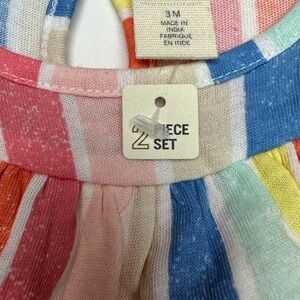 3M
MADE IN
INDIA
FABRIQUÉ
EN INDE
2 PIECE
SET